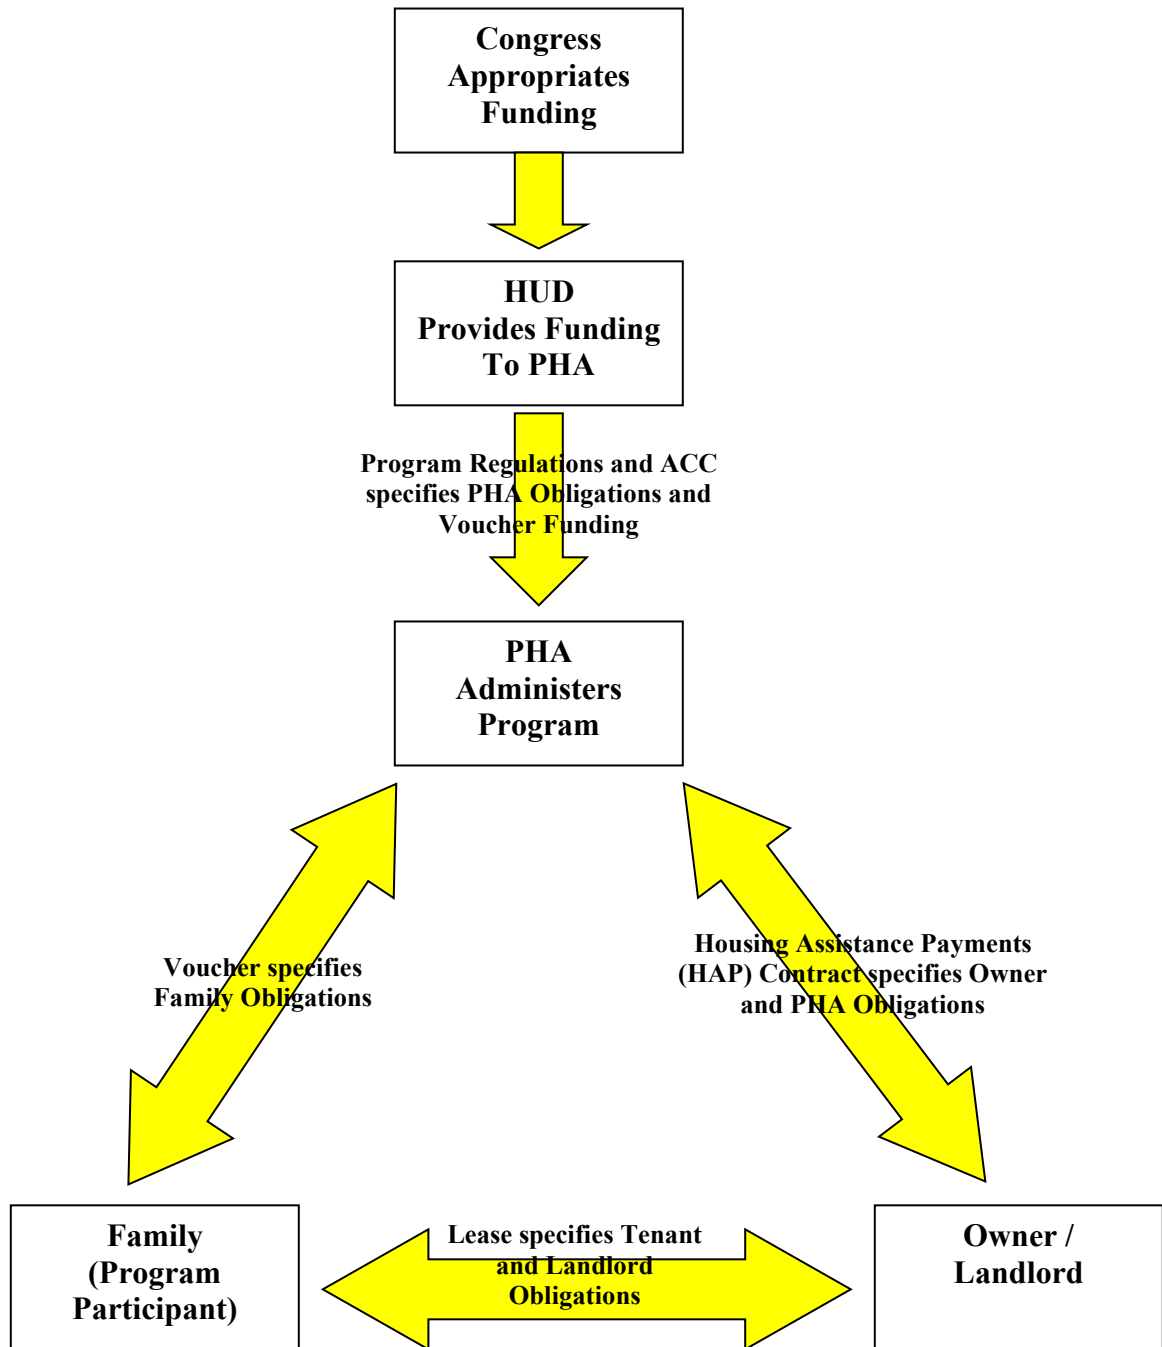 Congress
Appropriates
Funding
HUD
Provides Funding
To PHA
Program Regulations and ACC
specifies PHA Obligations and
Voucher Funding
PHA
Administers
Program
Voucher specifies
Family Obligations
Housing Assistance Payments
(HAP) Contract specifies Owner
and PHA Obligations
Family
(Program
Participant)
Lease specifies Tenant
and Landlord
Obligations
Owner /
Landlord